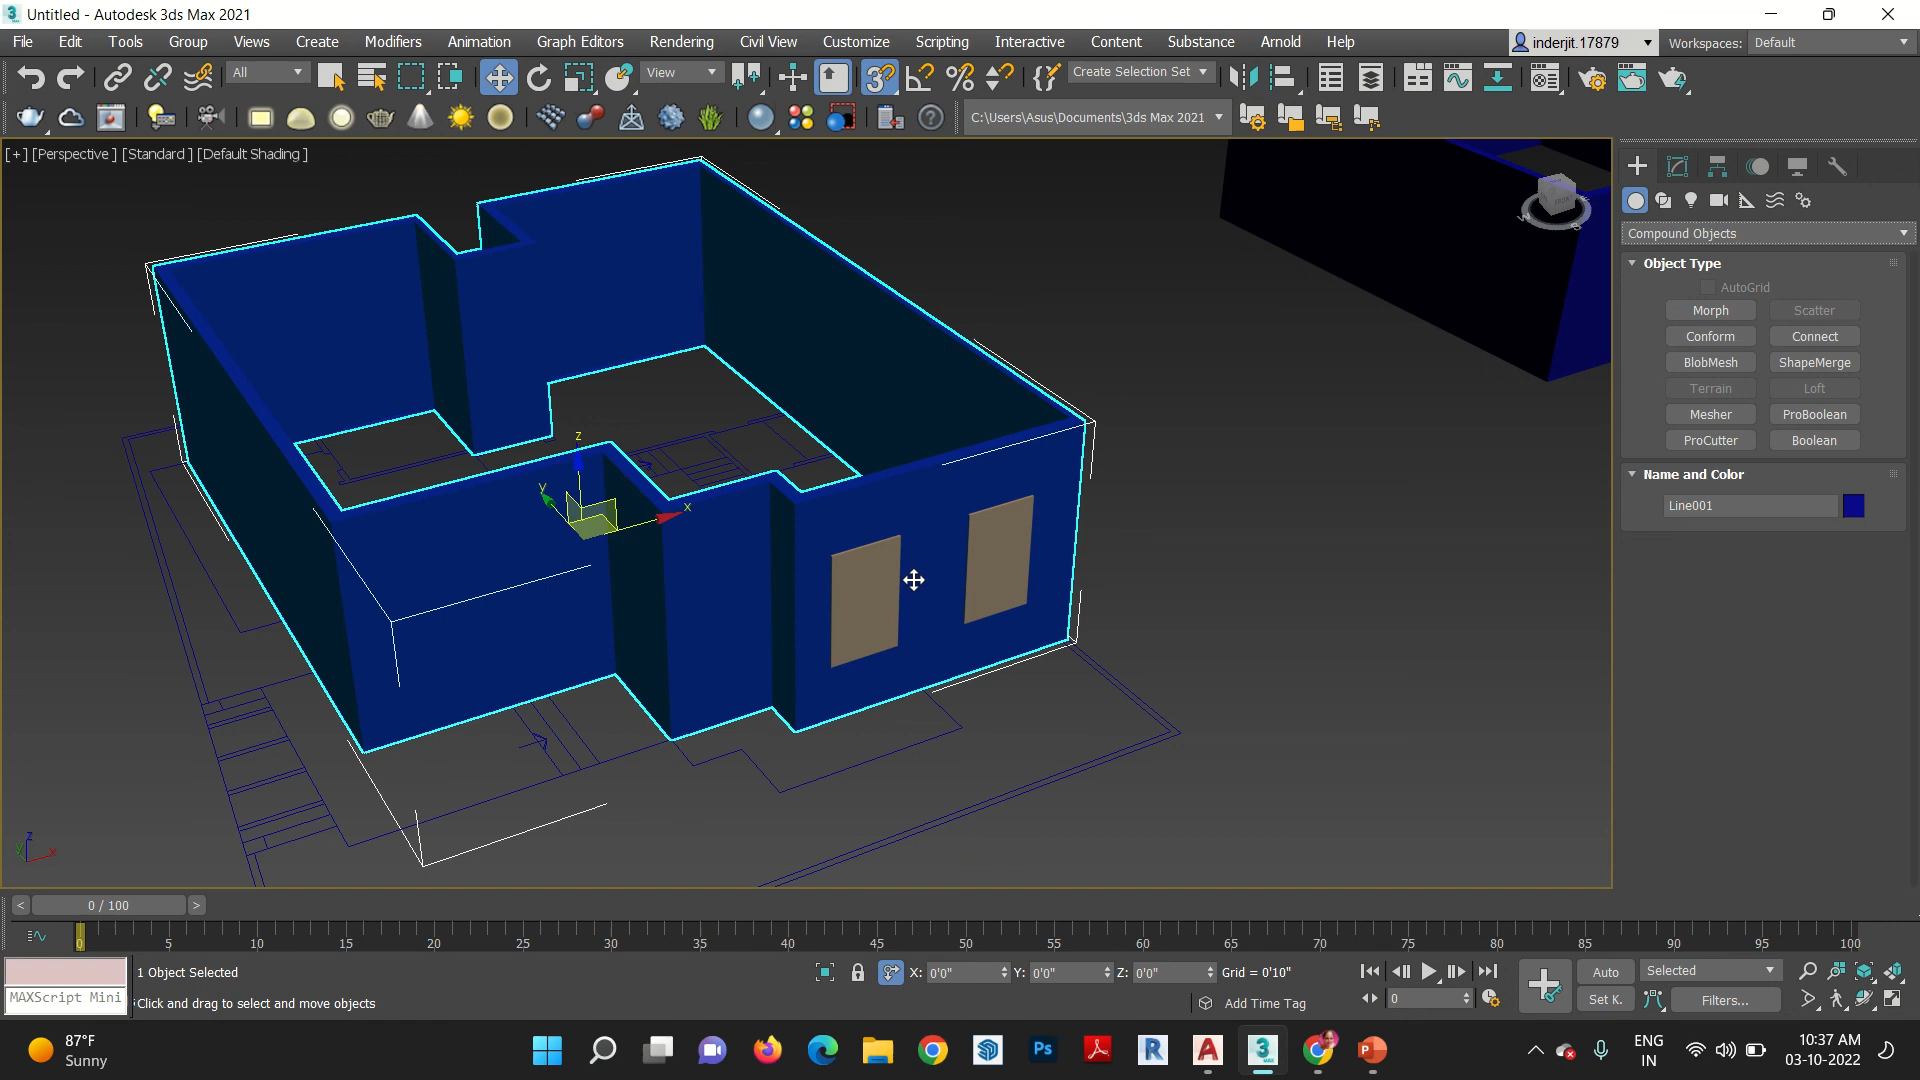 Untitled - Autodesk 3ds Max 2021
File Edit Tools Group Views Create Modifiers Animation Graph Editors Rendering Civil View Customize Scripting Interactive Content Substance Arnold Help
inderjit.17879 Workspaces: Default
All View Create Selection Set
C:\Users\Asus\Documents\3ds Max 2021
[+] [Perspective ] [Standard ] [Default Shading ]
Compound Objects
Object Type
AutoGrid
Morph Scatter
Conform Connect
BlobMesh ShapeMerge
Terrain Loft
Mesher ProBoolean
ProCutter Boolean
Name and Color
Line001
z
y x
z
y x
< 0 / 100 >
0 5 10 15 20 25 30 35 40 45 50 55 60 65 70 75 80 85 90 95 100
1 Object Selected X: 0'0" Y: 0'0" Z: 0'0" Grid = 0'10" Auto Selected
MAXScript Mini Click and drag to select and move objects Add Time Tag 0 Set K. Filters...
87°F
Sunny
ENG
IN
10:37 AM
03-10-2022